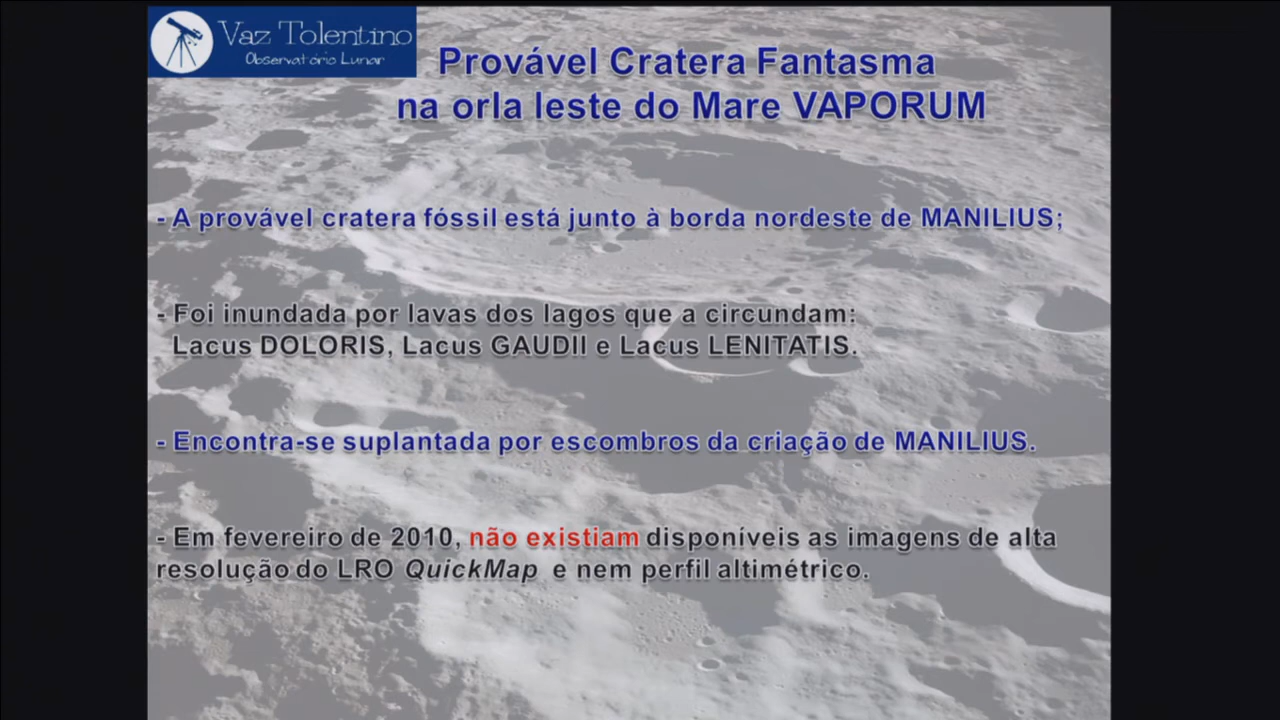 Vaz Tolentino
Observatório Lunar
Provável Cratera Fantasma
na orla leste do Mare VAPORUM
- A provável cratera fóssil está junto à borda nordeste de MANILIUS;
- Foi inundada por lavas dos lagos que a circundam:
Lacus DOLORIS, Lacus GAUDII e Lacus LENITATIS.
- Encontra-se suplantada por escombros da criação de MANILIUS.
- Em fevereiro de 2010, não existiam disponíveis as imagens de alta
resolução do LRO QuickMap e nem perfil altimétrico.